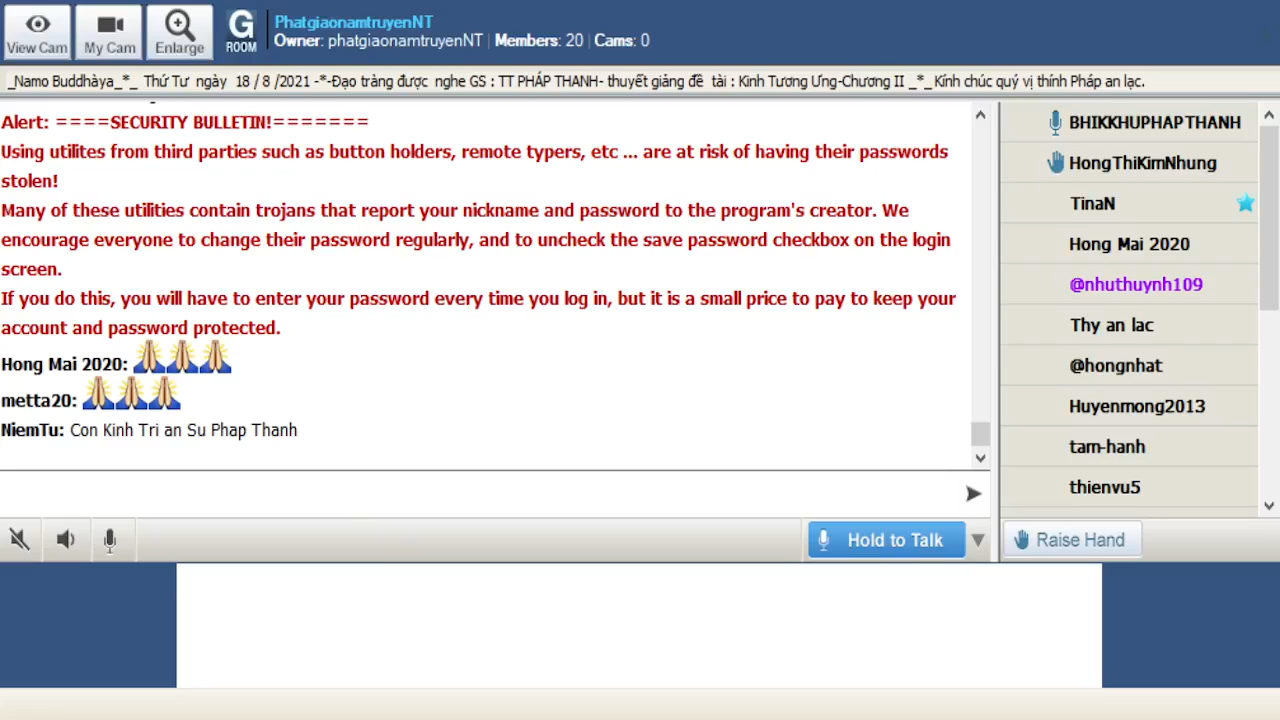 View Cam
My Cam
Enlarge
G
ROOM
PhatgiaonamtruyenNT
Owner: phatgiaonamtruyenNT | Members: 20 | Cams: 0
_Namo Buddhàya_*_ Thứ Tư ngày 18 / 8 /2021 -*-Đạo tràng được nghe GS : TT PHÁP THANH- thuyết giảng đề tài : Kinh Tương Ưng-Chương II _*_ Kính chúc quý vị thính Pháp an lạc.
Alert: ====SECURITY BULLETIN!=======
Using utilites from third parties such as button holders, remote typers, etc ... are at risk of having their passwords
stolen!
Many of these utilities contain trojans that report your nickname and password to the program's creator. We
encourage everyone to change their password regularly, and to uncheck the save password checkbox on the login
screen.
If you do this, you will have to enter your password every time you log in, but it is a small price to pay to keep your
account and password protected.
Hong Mai 2020: 🙏🙏🙏
metta20: 🙏🙏🙏
NiemTu: Con Kinh Tri an Su Phap Thanh
BHIKKHUPHAPTHANH
HongThiKimNhung
TinaN
Hong Mai 2020
@nhuthuynh109
Thy an lac
@hongnhat
Huyenmong2013
tam-hanh
thienvu5
Hold to Talk
Raise Hand